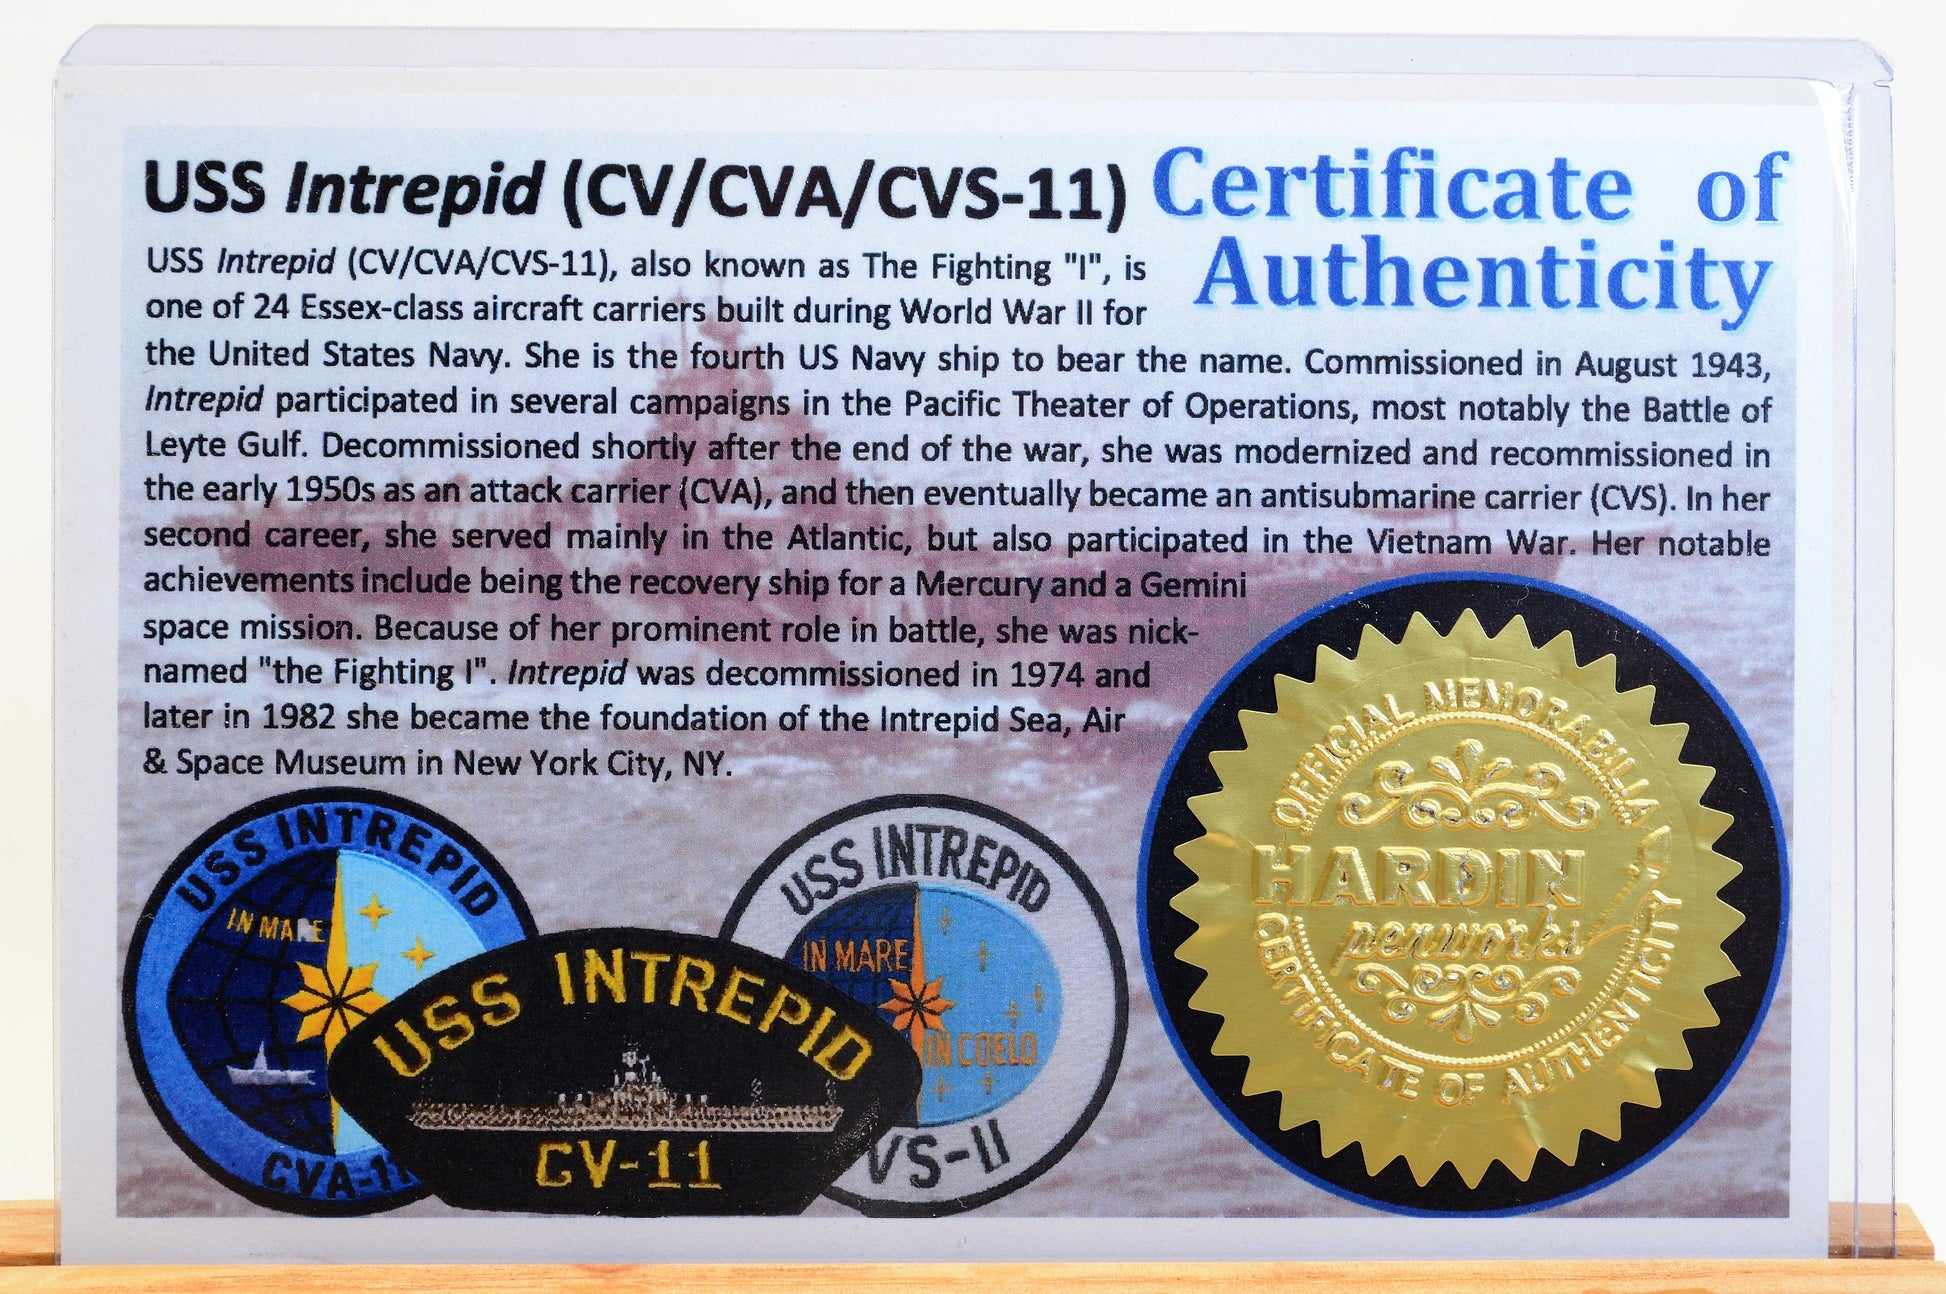 USS Intrepid (CV/CVA/CVS-11)
Certificate of
Authenticity
USS Intrepid (CV/CVA/CVS-11), also known as The Fighting "I", is
one of 24 Essex-class aircraft carriers built during World War II for
the United States Navy. She is the fourth US Navy ship to bear the name. Commissioned in August 1943,
Intrepid participated in several campaigns in the Pacific Theater of Operations, most notably the Battle of
Leyte Gulf. Decommissioned shortly after the end of the war, she was modernized and recommissioned in
the early 1950s as an attack carrier (CVA), and then eventually became an antisubmarine carrier (CVS). In her
second career, she served mainly in the Atlantic, but also participated in the Vietnam War. Her notable
achievements include being the recovery ship for a Mercury and a Gemini
space mission. Because of her prominent role in battle, she was nick-
named "the Fighting I". Intrepid was decommissioned in 1974 and
later in 1982 she became the foundation of the Intrepid Sea, Air
& Space Museum in New York City, NY.
USS INTREPID
IN MARE
CVA-11
USS INTREPID
CV-11
USS INTREPID
IN MARE
IN COELO
VS-11
OFFICIAL MEMORABILIA
HARDIN
penworks
CERTIFICATE OF AUTHENTICITY